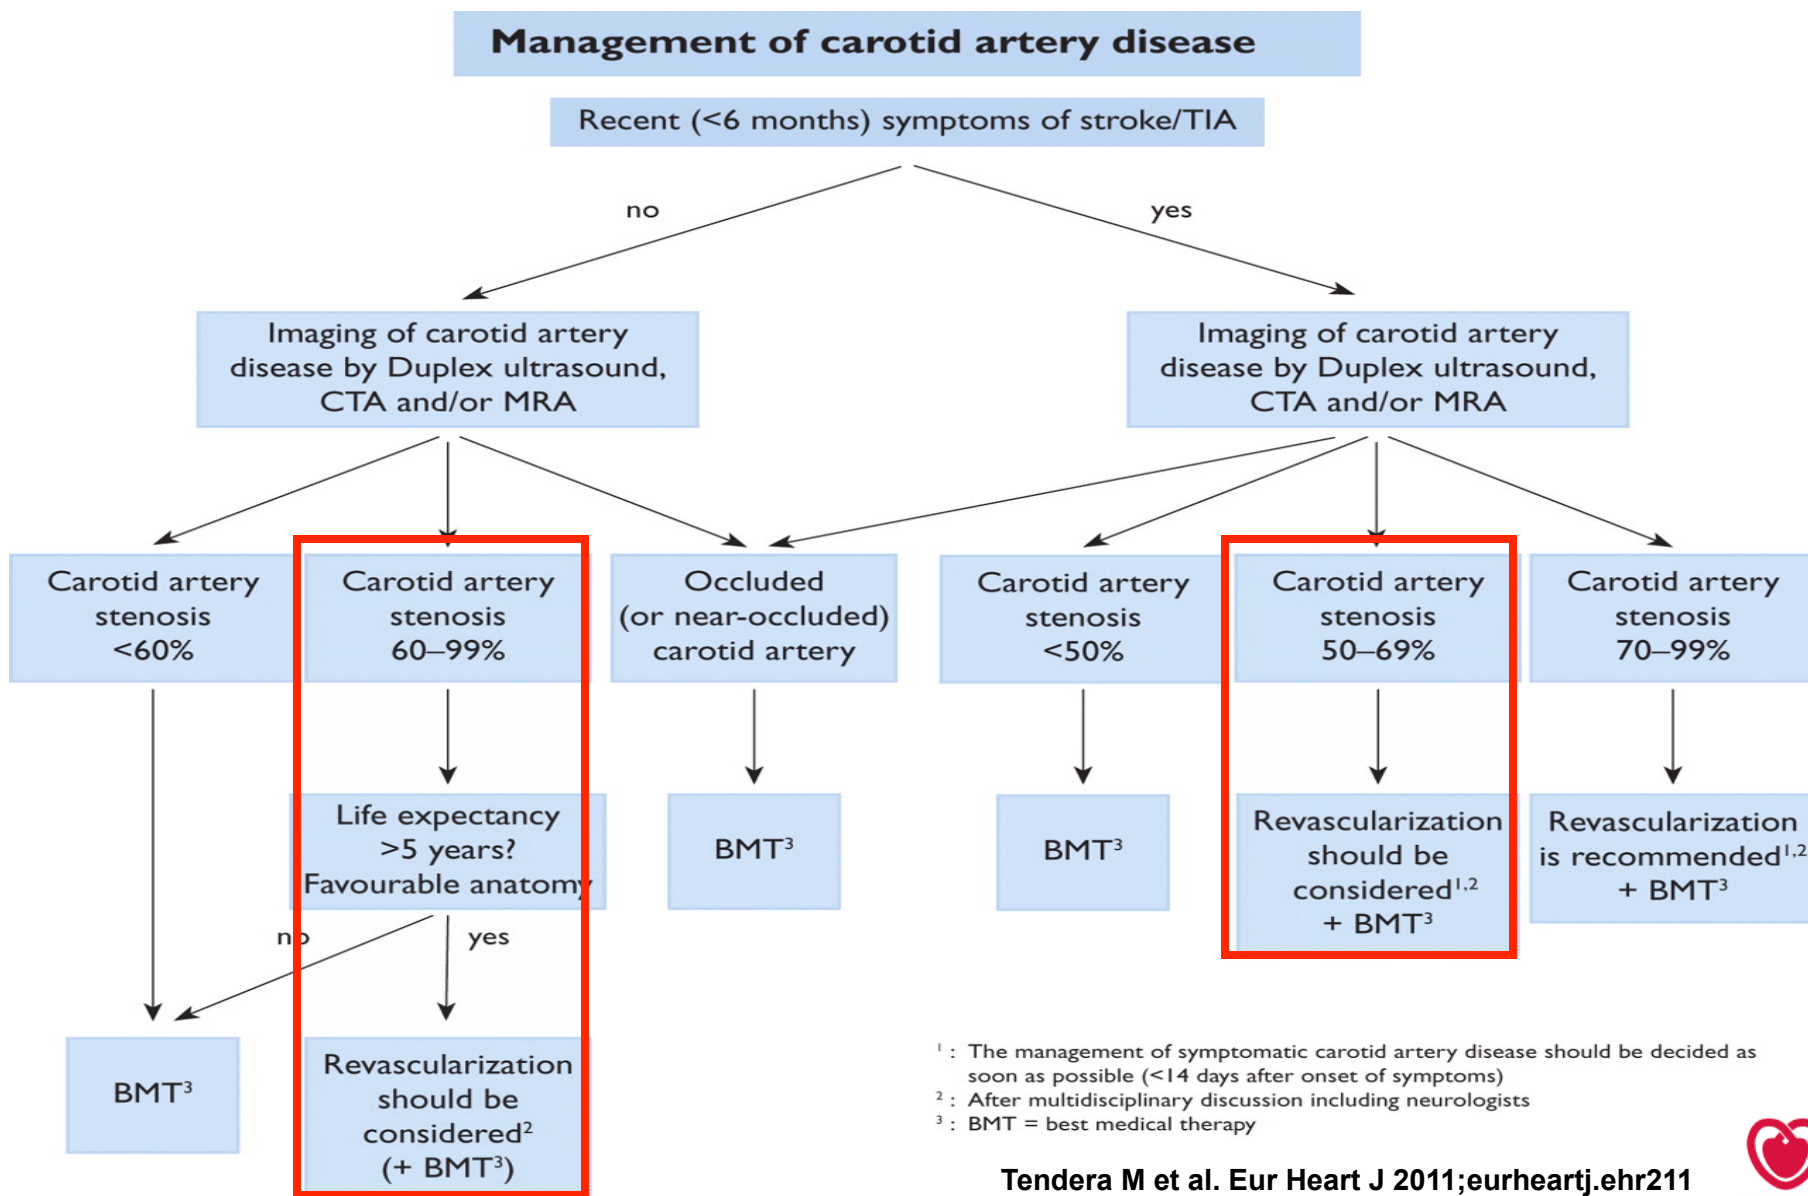 Management of carotid artery disease
Recent (<6 months) symptoms of stroke/TIA
no
yes
Imaging of carotid artery
disease by Duplex ultrasound,
CTA and/or MRA
Imaging of carotid artery
disease by Duplex ultrasound,
CTA and/or MRA
Carotid artery
stenosis
<60%
Carotid artery
stenosis
60–99%
Occluded
(or near-occluded)
carotid artery
Carotid artery
stenosis
<50%
Carotid artery
stenosis
50–69%
Carotid artery
stenosis
70–99%
Life expectancy
>5 years?
Favourable anatomy
BMT³
BMT³
Revascularization
should be
considered¹,²
+ BMT³
Revascularization
is recommended¹,²
+ BMT³
no
yes
BMT³
Revascularization
should be
considered²
(+ BMT³)
¹ : The management of symptomatic carotid artery disease should be decided as
soon as possible (<14 days after onset of symptoms)
² : After multidisciplinary discussion including neurologists
³ : BMT = best medical therapy
Tendera M et al. Eur Heart J 2011;eurheartj.ehr211